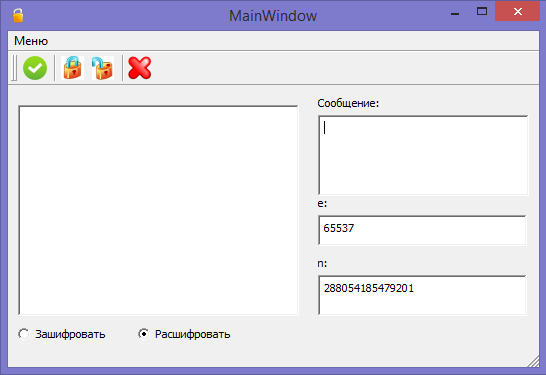 MainWindow
Меню
Сообщение:
e:
65537
n:
288054185479201
Зашифровать
Расшифровать